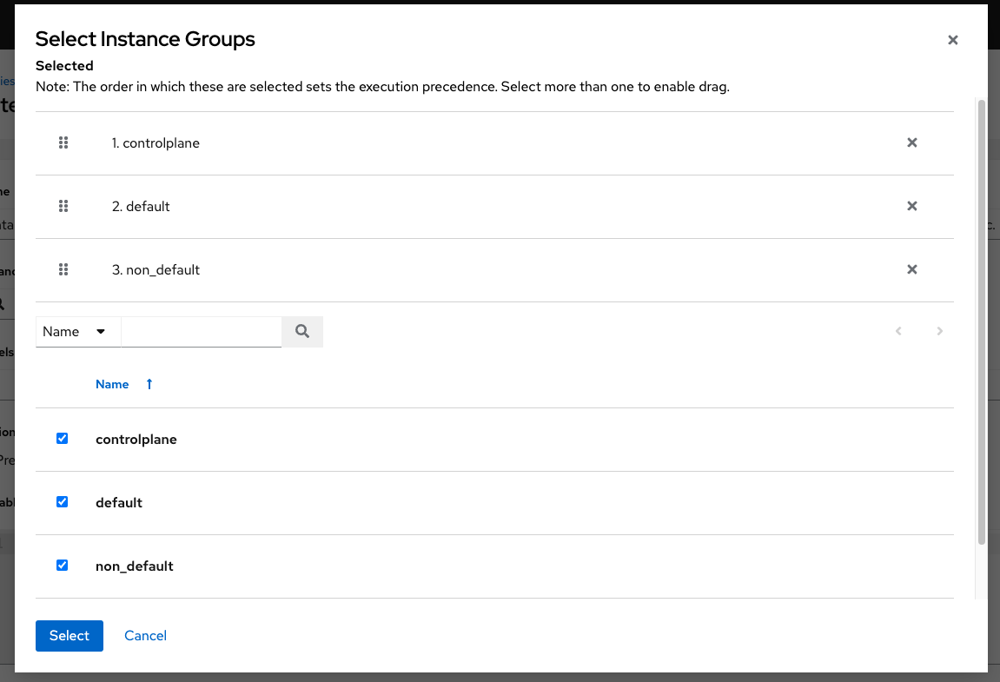 Select Instance Groups
Selected
Note: The order in which these are selected sets the execution precedence. Select more than one to enable drag.
1. controlplane
2. default
3. non_default
Name
Name
controlplane
default
non_default
Select Cancel